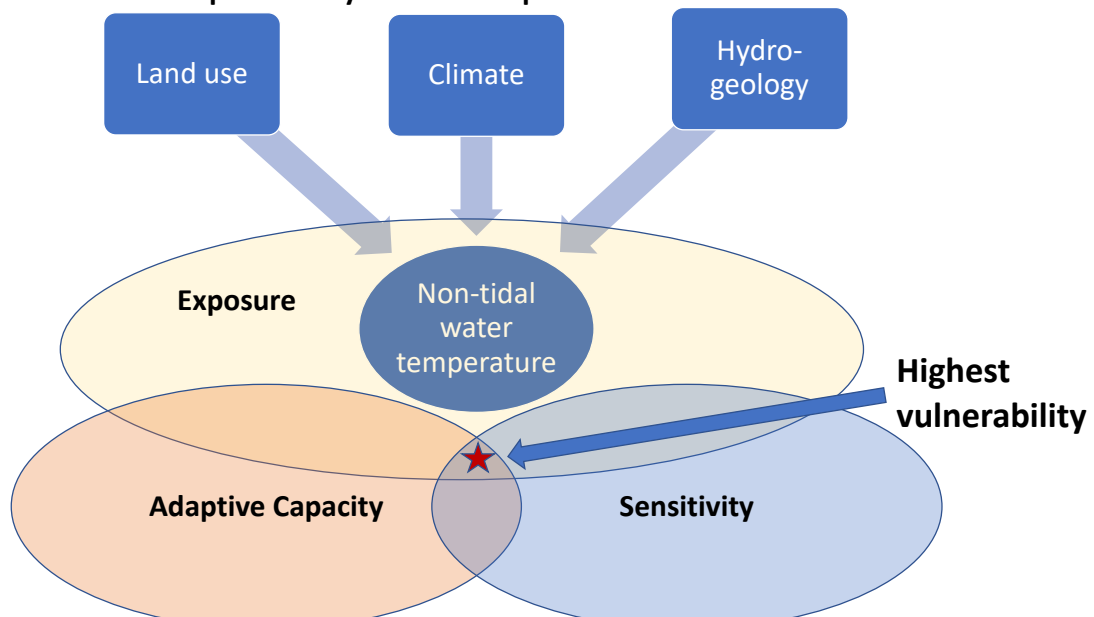 Land use
Climate
Hydro-
geology
Exposure
Non-tidal
water
temperature
Highest
vulnerability
Adaptive Capacity
Sensitivity